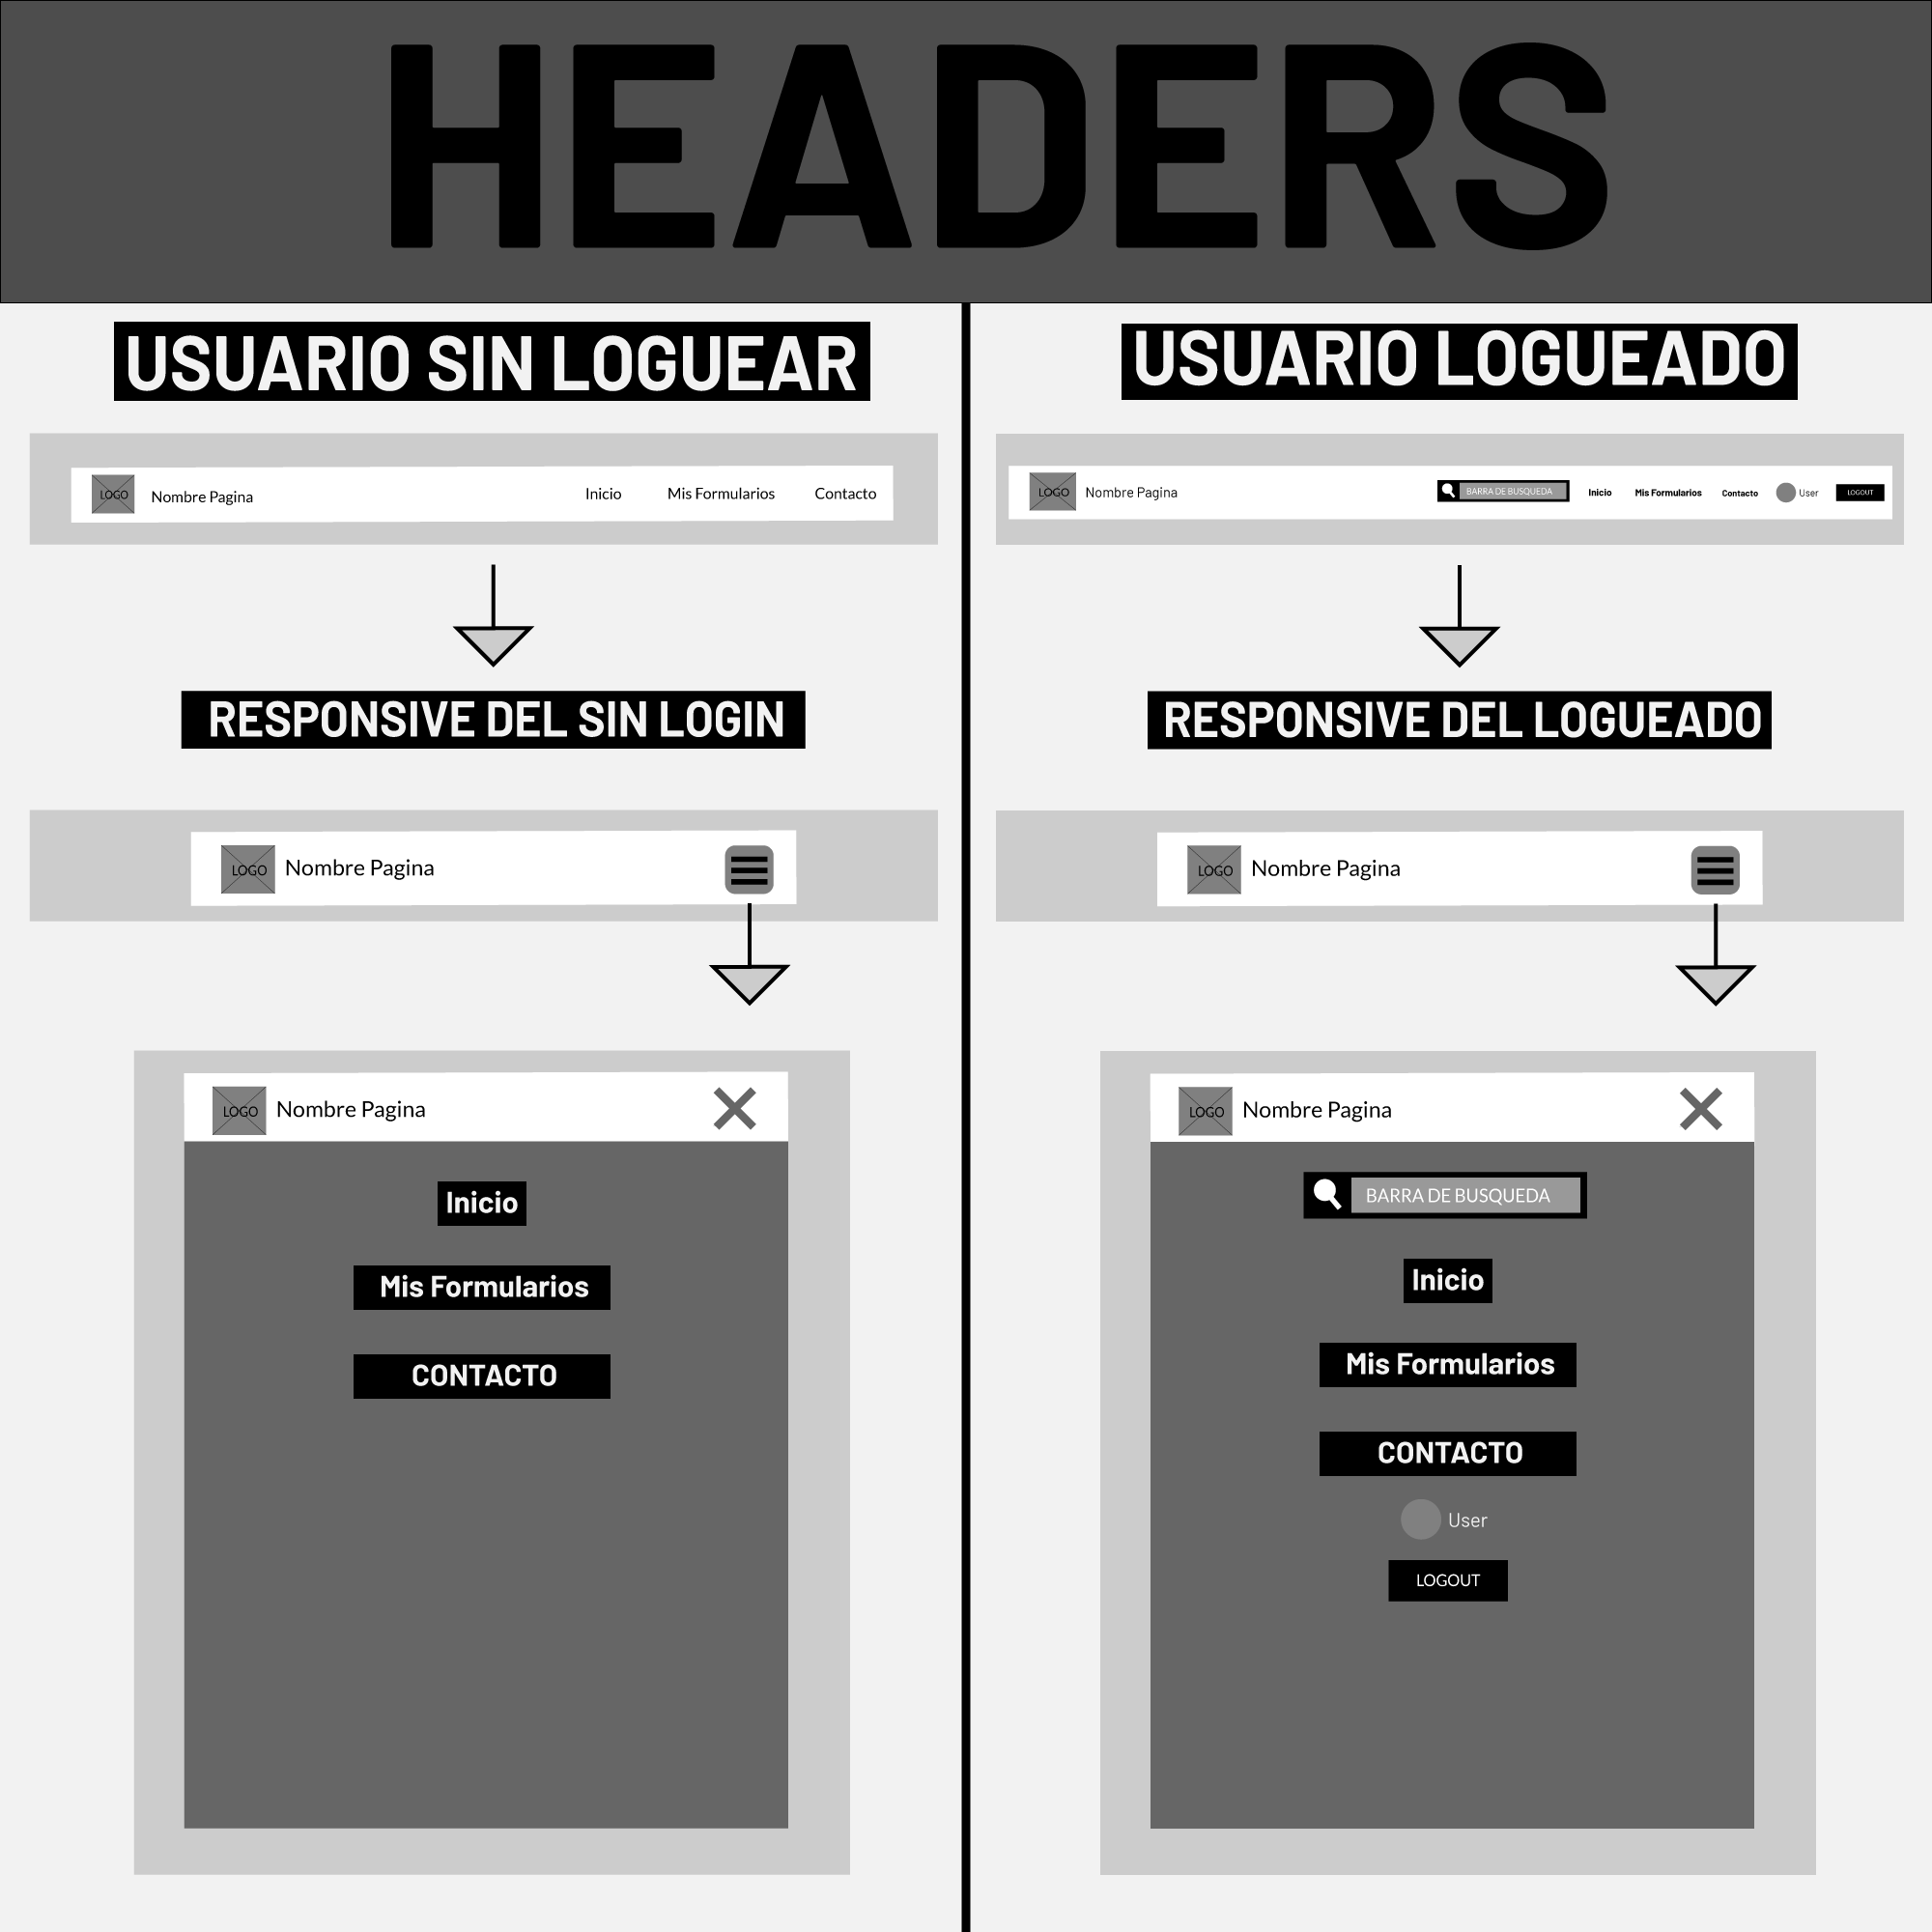 HEADERS
USUARIO SIN LOGUEAR
LOGO Nombre Pagina Inicio Mis Formularios Contacto
RESPONSIVE DEL SIN LOGIN
LOGO Nombre Pagina
LOGO Nombre Pagina
Inicio
Mis Formularios
CONTACTO
USUARIO LOGUEADO
LOGO Nombre Pagina BARRA DE BUSQUEDA Inicio Mis Formularios Contacto User LOGOUT
RESPONSIVE DEL LOGUEADO
LOGO Nombre Pagina
LOGO Nombre Pagina
BARRA DE BUSQUEDA
Inicio
Mis Formularios
CONTACTO
User
LOGOUT